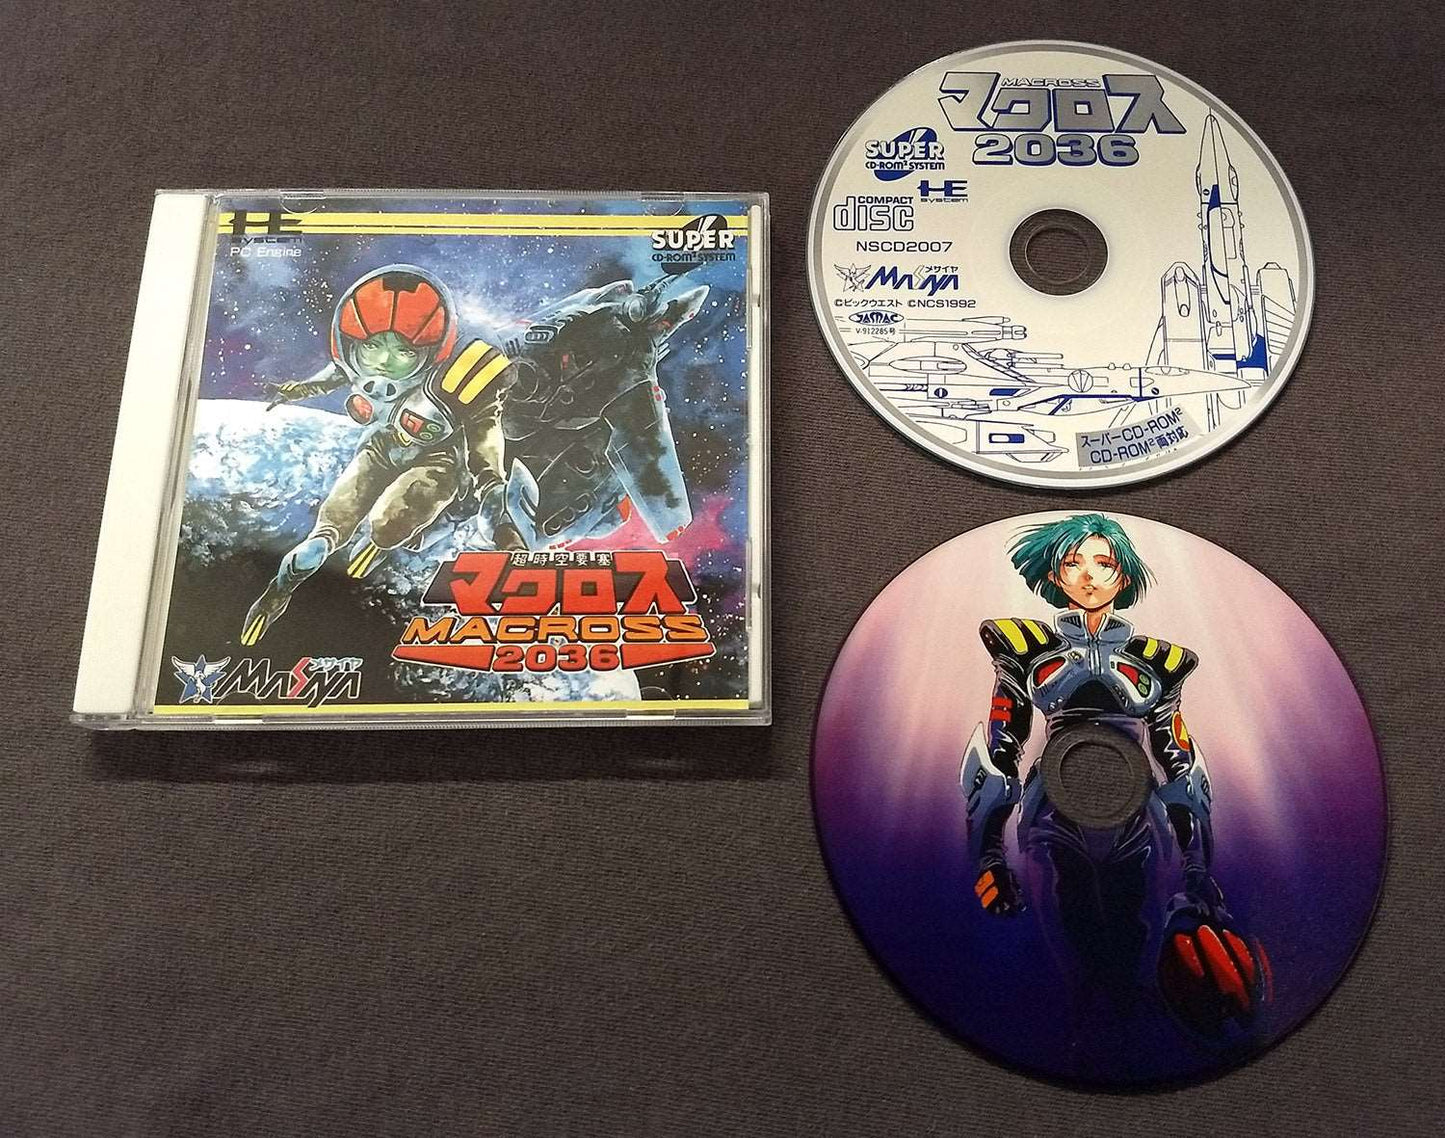 HE
system
PC Engine
SUPER
CD-ROM² SYSTEM
超時空要塞
マクロス
MACROSS
2036
メサイヤ
MASAYA
MACROSS
マクロス
2036
SUPER
CD-ROM² SYSTEM
HE
system
COMPACT
disc
NSCD2007
メサイヤ
MASAYA
©ビックウエスト ©NCS1992
JASRAC
V-912285号
スーパーCD-ROM²
CD-ROM²両対応